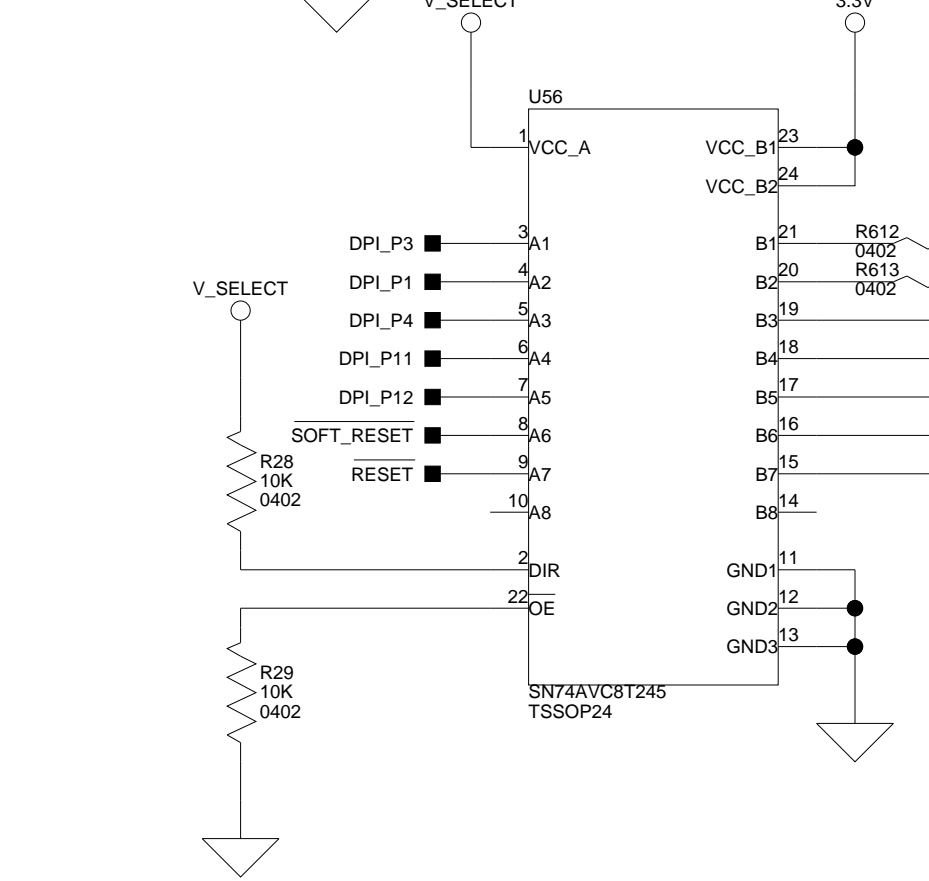 V_SELECT
3.3V
U56
1
VCC_A
VCC_B1
23
VCC_B2
24
DPI_P3
3
A1
B1
21
R612
0402
DPI_P1
4
A2
B2
20
R613
0402
V_SELECT
DPI_P4
5
A3
B3
19
DPI_P11
6
A4
B4
18
DPI_P12
7
A5
B5
17
SOFT_RESET
8
A6
B6
16
RESET
9
A7
B7
15
R28
10K
0402
10
A8
B8
14
2
DIR
GND1
11
22
OE
GND2
12
GND3
13
R29
10K
0402
SN74AVC8T245
TSSOP24